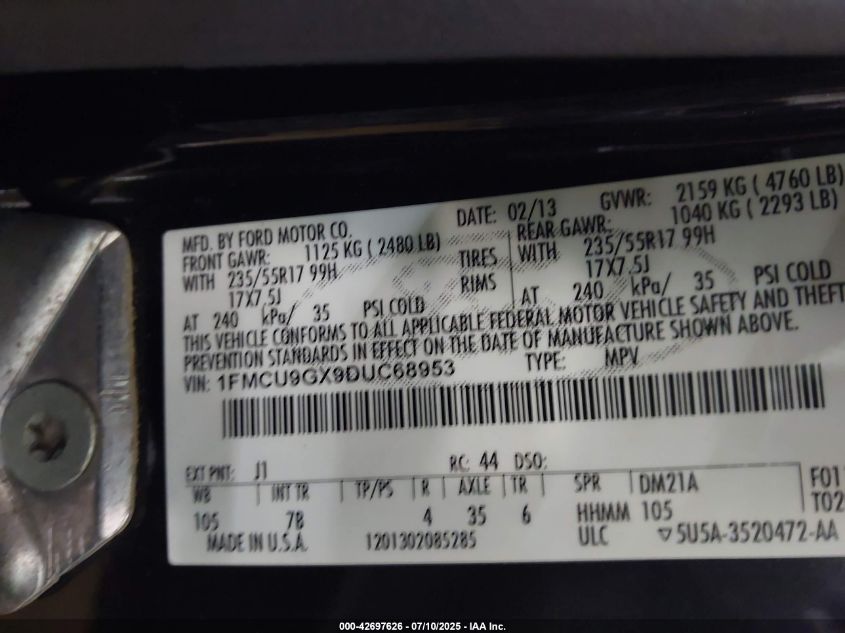 MFD. BY FORD MOTOR CO. DATE: 02/13 GVWR: 2159 KG ( 4760 LB)
FRONT GAWR: 1125 KG ( 2480 LB) REAR GAWR: 1040 KG ( 2293 LB)
WITH 235/55R17 99H TIRES WITH 235/55R17 99H
17X7.5J RIMS 17X7.5J
AT 240 kPa/ 35 PSI COLD AT 240 kPa/ 35 PSI COLD
THIS VEHICLE CONFORMS TO ALL APPLICABLE FEDERAL MOTOR VEHICLE SAFETY AND THEFT
PREVENTION STANDARDS IN EFFECT ON THE DATE OF MANUFACTURE SHOWN ABOVE.
VIN: 1FMCU9GX9DUC68953 TYPE: MPV
EXT PNT: J1 RC: 44 DSO:
WB INT TR TP/PS R AXLE TR SPR DM21A F01
105 7B 4 35 6 HHMM 105 T02
MADE IN U.S.A. 1201302085285 ULC 5U5A-3520472-AA
000-42697626 - 07/10/2025 - IAA Inc.